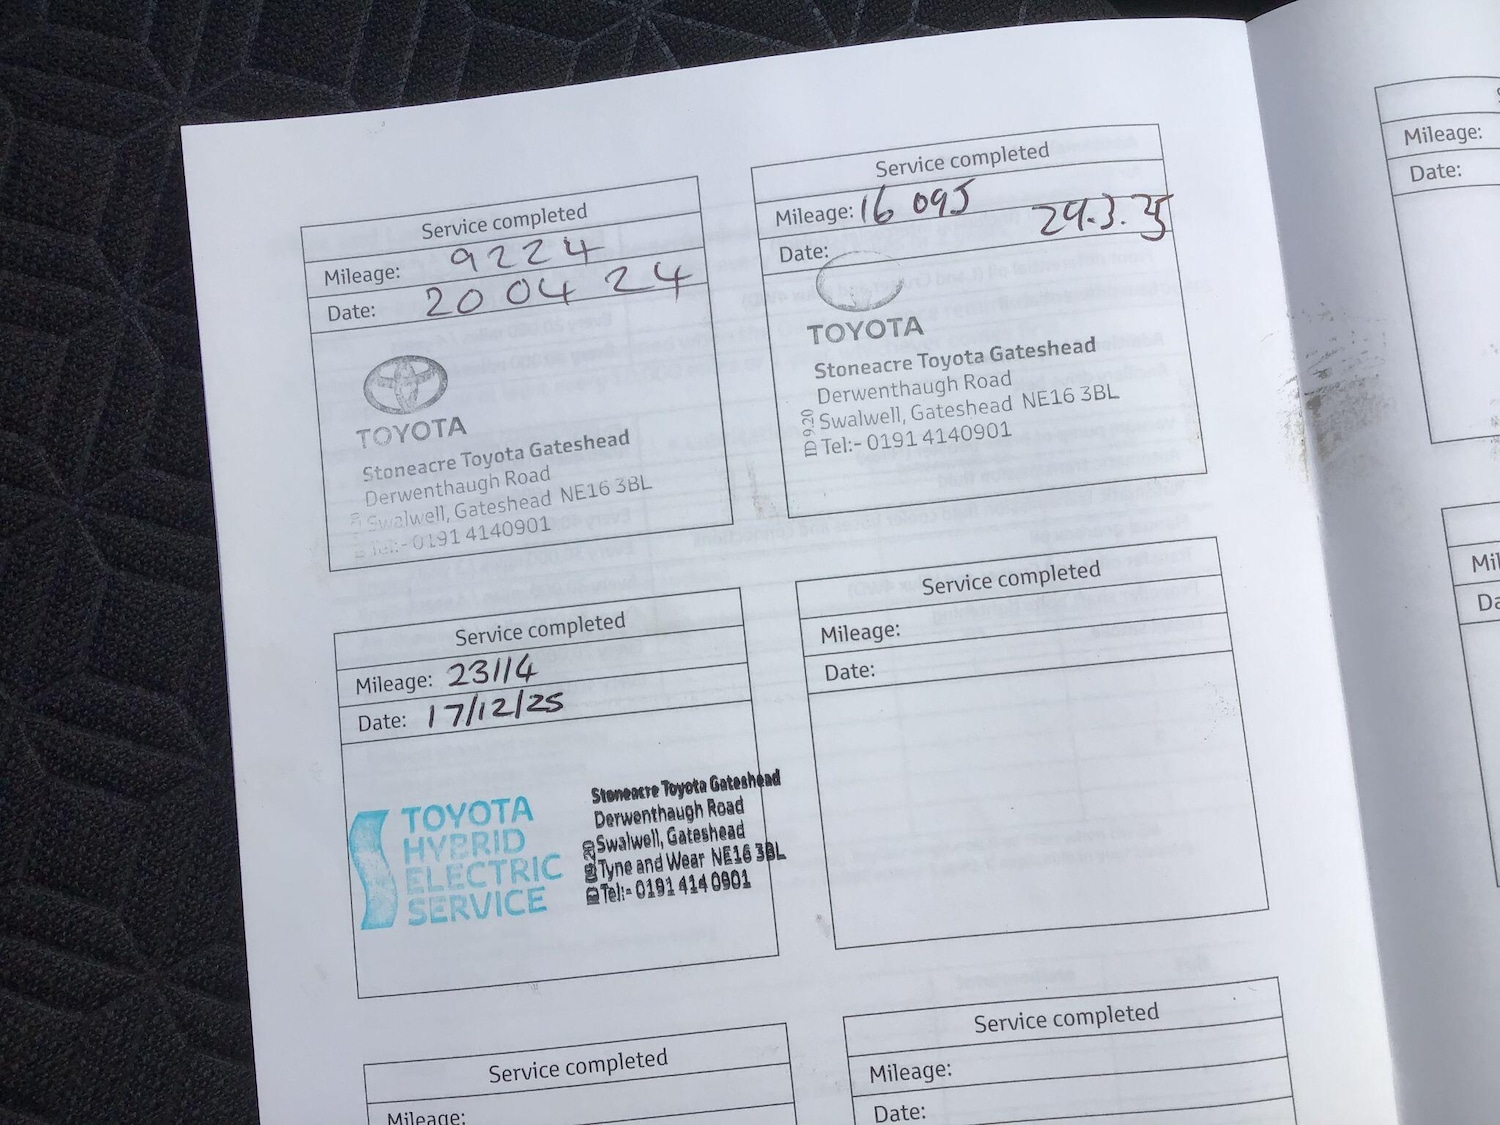 Service completed
Mileage: 9224
Date: 20 04 24
TOYOTA
Stoneacre Toyota Gateshead
Derwenthaugh Road
Swalwell, Gateshead NE16 3BL
Tel:- 0191 4140901
Service completed
Mileage: 16 095
Date: 29.3.25
TOYOTA
Stoneacre Toyota Gateshead
Derwenthaugh Road
Swalwell, Gateshead NE16 3BL
Tel:- 0191 4140901
ID 9.20
Service completed
Mileage: 23114
Date: 17/12/25
TOYOTA
HYBRID
ELECTRIC
SERVICE
Stoneacre Toyota Gateshead
Derwenthaugh Road
Swalwell, Gateshead
Tyne and Wear NE16 3BL
Tel:- 0191 414 0901
Service completed
Mileage:
Date:
Service completed
Mileage:
Service completed
Mileage:
Date:
Mileage:
Date: